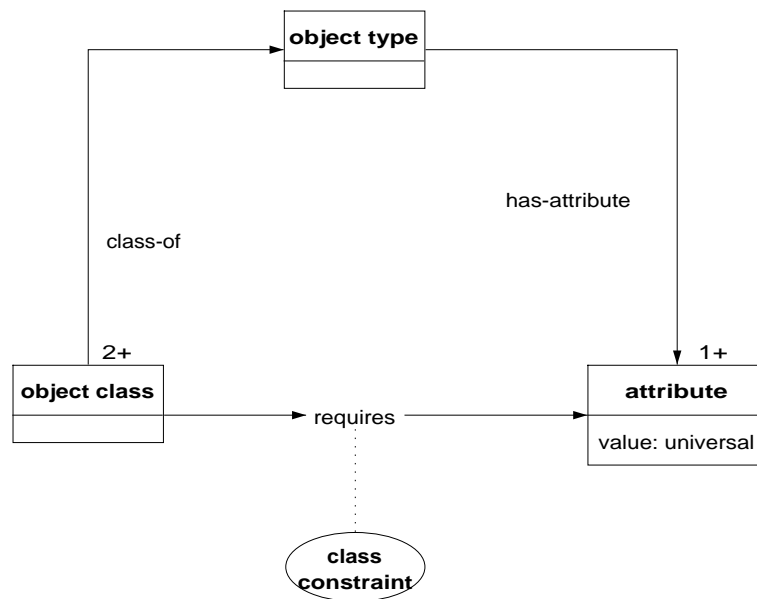 object type
has-attribute
class-of
2+
1+
object class
attribute
requires
value: universal
class
constraint